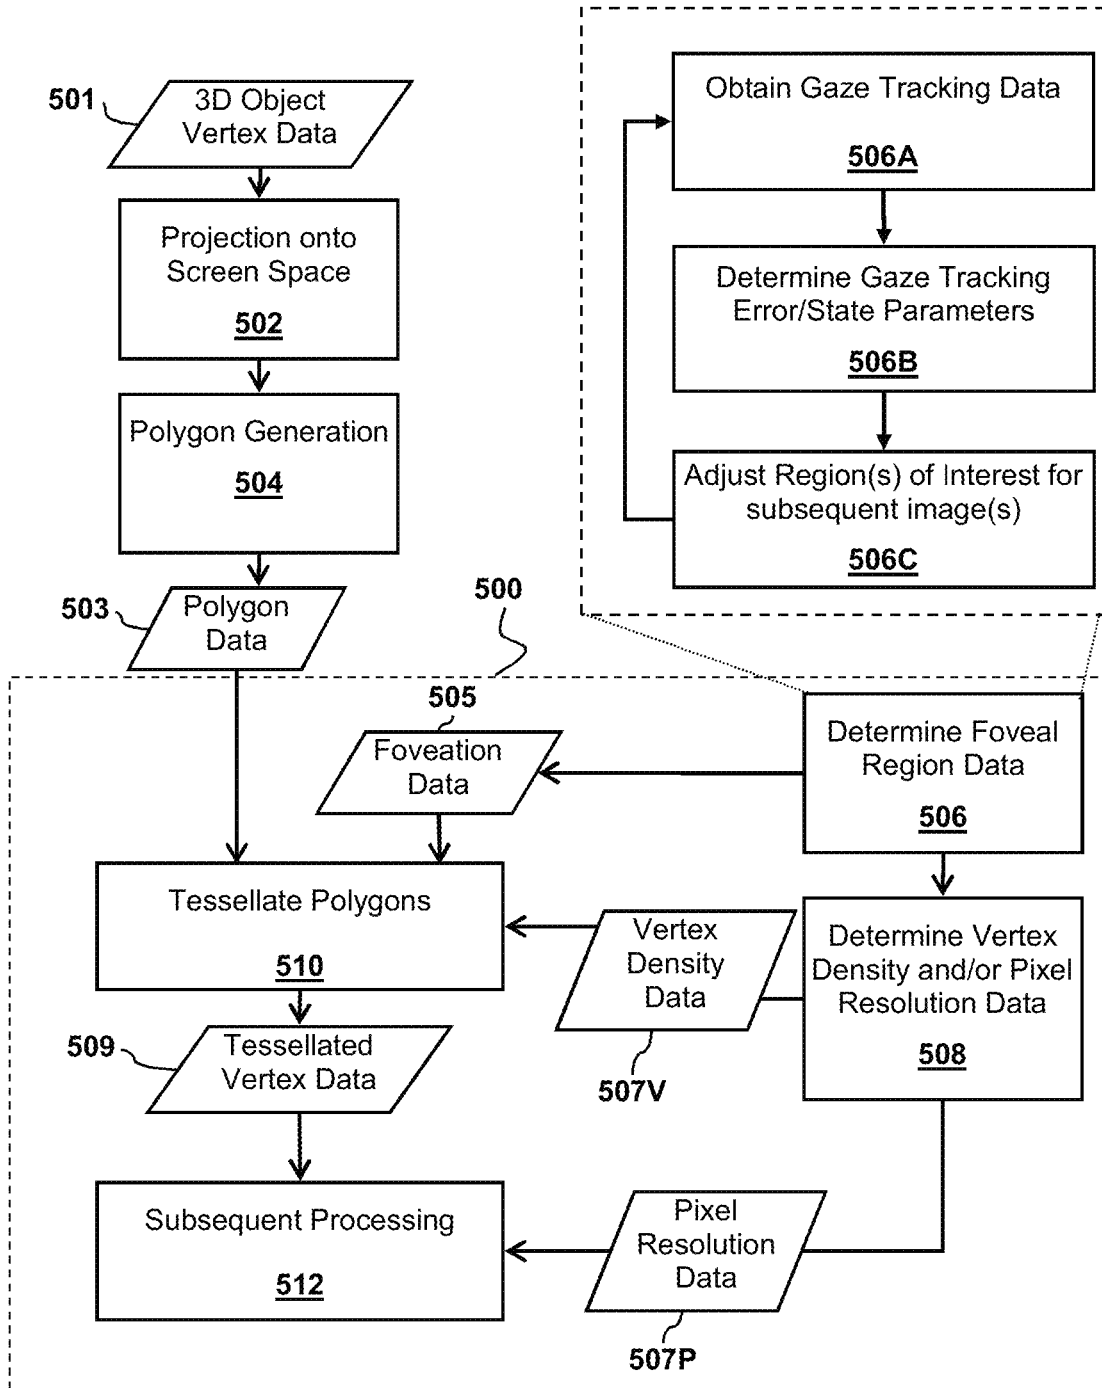 501
3D Object
Vertex Data
Projection onto
Screen Space
502
Polygon Generation
504
503
Polygon
Data
Obtain Gaze Tracking Data
506A
Determine Gaze Tracking
Error/State Parameters
506B
Adjust Region(s) of Interest for
subsequent image(s)
506C
500
505
Foveation
Data
Determine Foveal
Region Data
506
Tessellate Polygons
510
Vertex
Density
Data
507V
Determine Vertex
Density and/or Pixel
Resolution Data
508
509
Tessellated
Vertex Data
Subsequent Processing
512
Pixel
Resolution
Data
507P